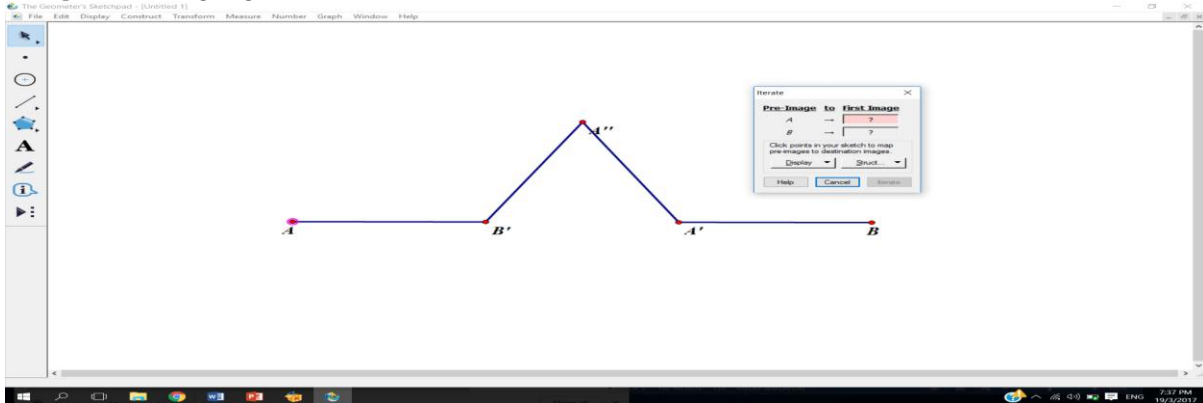 The Geometer's Sketchpad - [Untitled 1]
File Edit Display Construct Transform Measure Number Graph Window Help
A
A''
A
B'
A'
B
Iterate
Pre-Image to First Image
A → ?
B → ?
Click points in your sketch to map
pre-images to destination images.
Display Struct...
Help Cancel Iterate
ENG
7:37 PM
19/3/2017